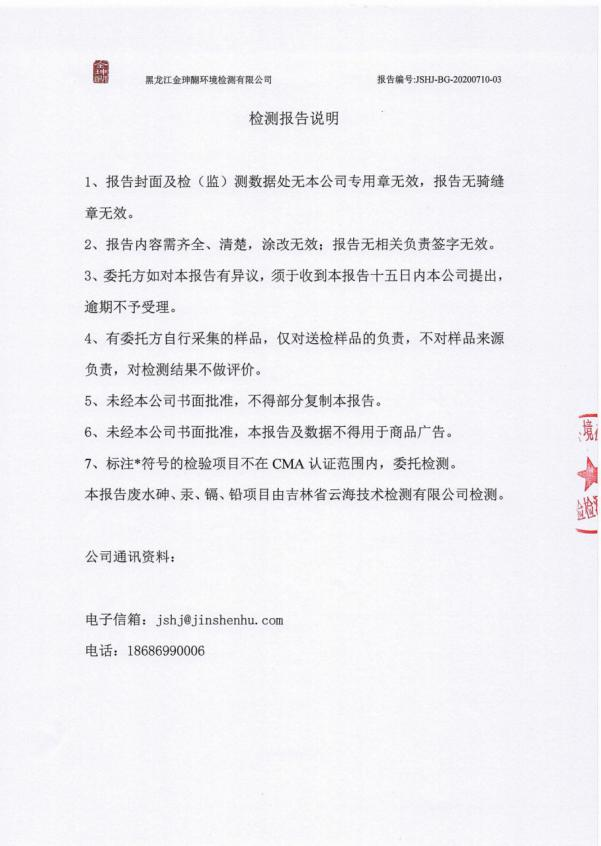 黑龙江金珅醐环境检测有限公司 报告编号:JSHJ-BG-20200710-03
检测报告说明
1、报告封面及检（监）测数据处无本公司专用章无效，报告无骑缝
章无效。
2、报告内容需齐全、清楚，涂改无效；报告无相关负责签字无效。
3、委托方如对本报告有异议，须于收到本报告十五日内本公司提出，
逾期不予受理。
4、有委托方自行采集的样品，仅对送检样品的负责，不对样品来源
负责，对检测结果不做评价。
5、未经本公司书面批准，不得部分复制本报告。
6、未经本公司书面批准，本报告及数据不得用于商品广告。
7、标注*符号的检验项目不在 CMA 认证范围内，委托检测。
本报告废水砷、汞、镉、铅项目由吉林省云海技术检测有限公司检测。
公司通讯资料：
电子信箱：jshj@jinshenhu.com
电话：18686990006
境
检检测